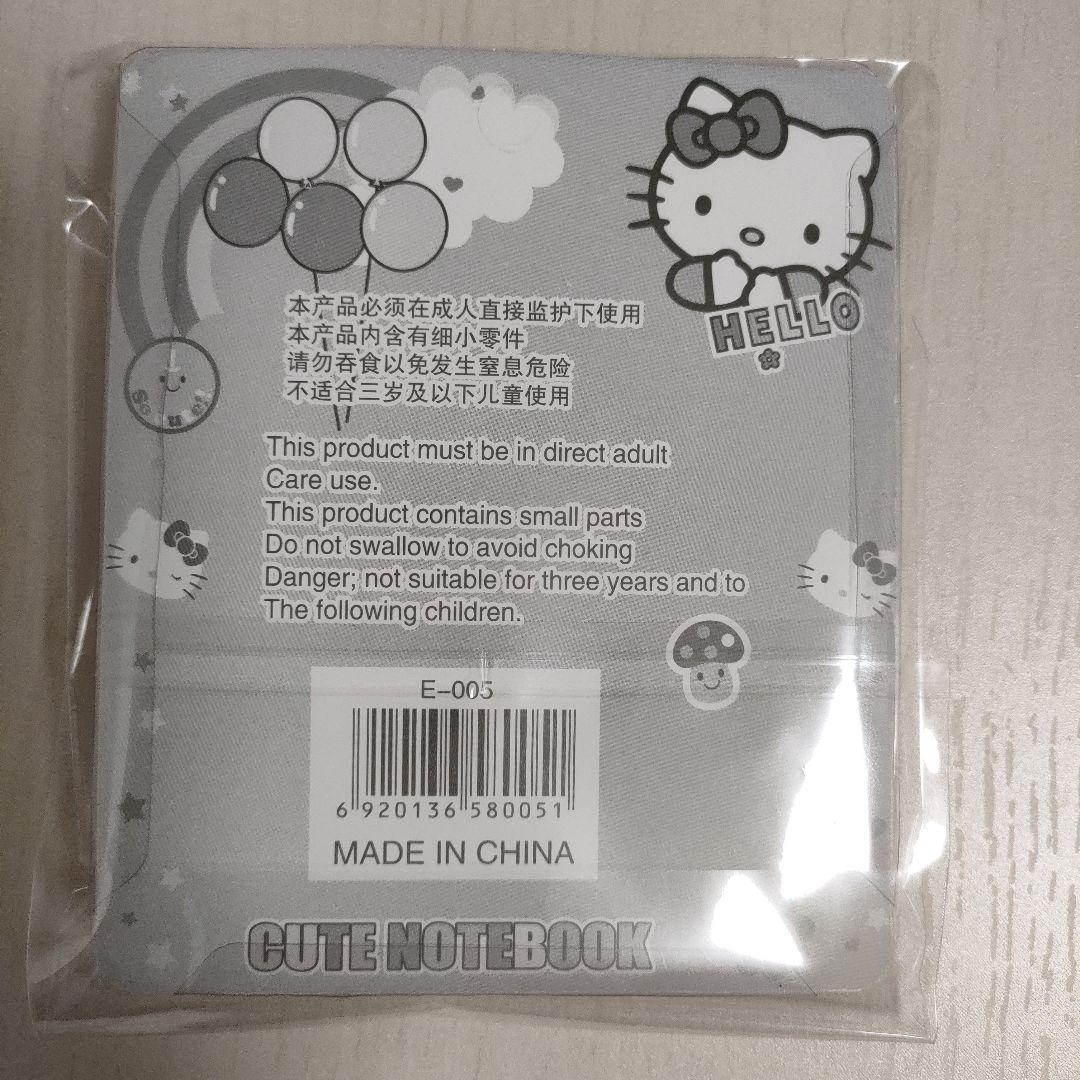 HELLO
本产品必须在成人直接监护下使用
本产品内含有细小零件
请勿吞食以免发生窒息危险
不适合三岁及以下儿童使用
This product must be in direct adult
Care use.
This product contains small parts
Do not swallow to avoid choking
Danger; not suitable for three years and to
The following children.
E-005
6 920136 580051
MADE IN CHINA
CUTE NOTEBOOK